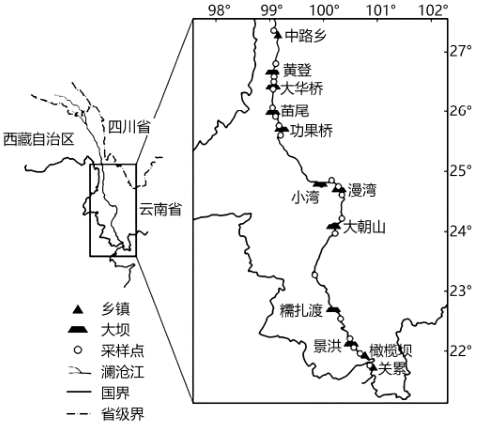 98° 99° 100° 101° 102°
中路乡
27°
黄登
大华桥
26°
苗尾
功果桥
四川省
西藏自治区
25°
小湾
漫湾
云南省
大朝山
24°
23°
糯扎渡
景洪
橄榄坝
22°
关累
乡镇
大坝
采样点
澜沧江
国界
省级界